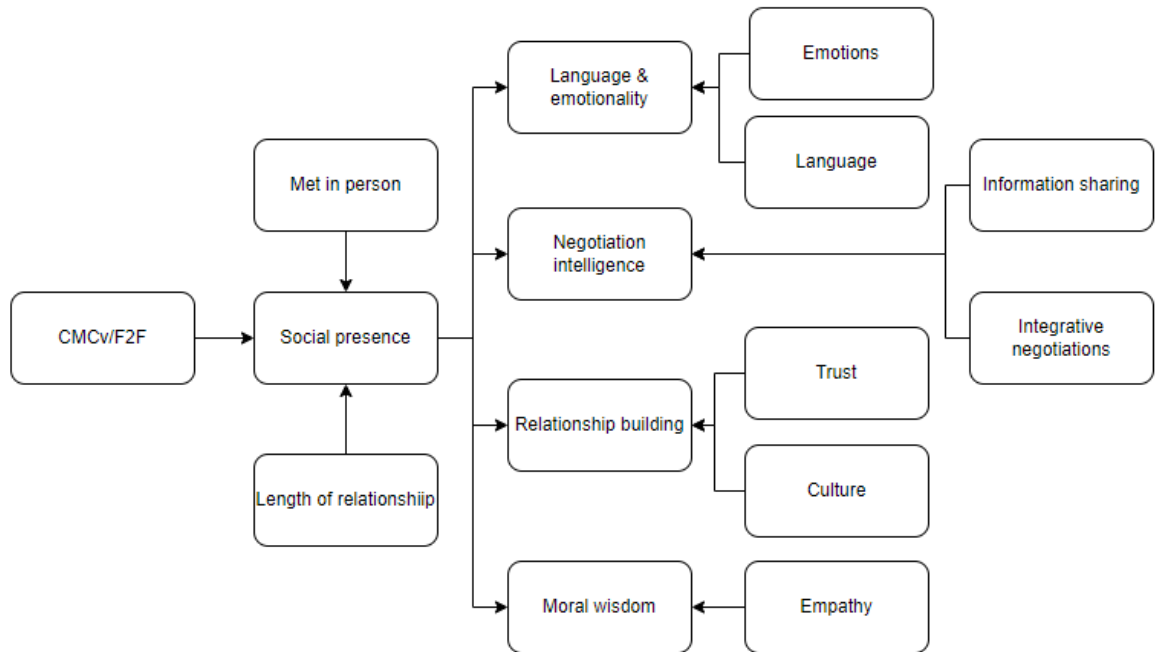 Language &
emotionality
Emotions
Language
Met in person
Negotiation
intelligence
Information sharing
CMCv/F2F
Social presence
Integrative
negotiations
Relationship building
Trust
Length of relationshiip
Culture
Moral wisdom
Empathy